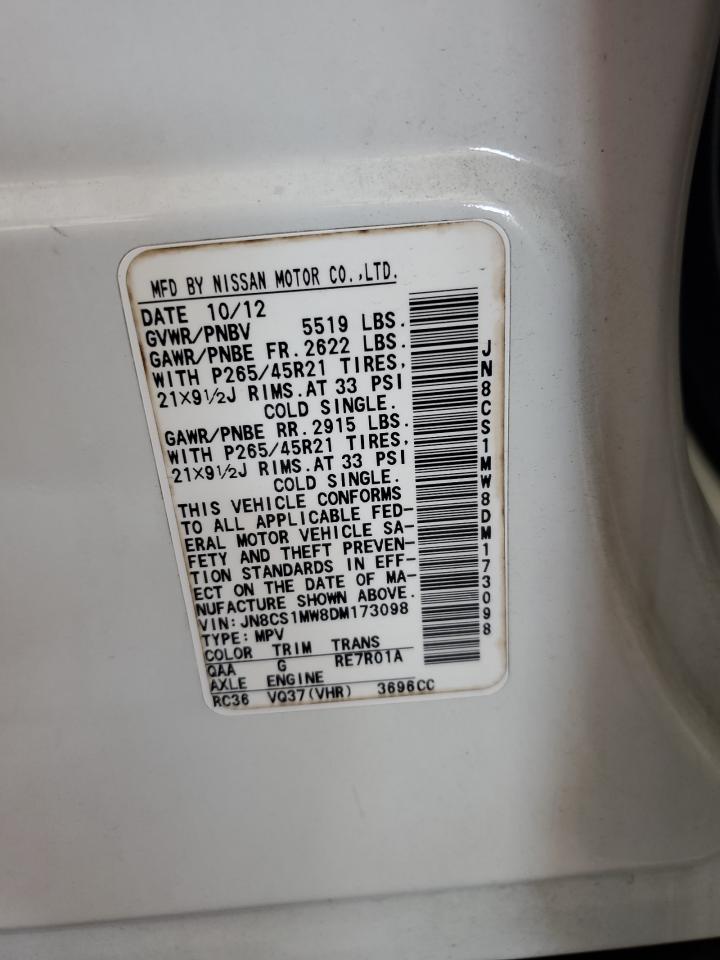 MFD BY NISSAN MOTOR CO.,LTD.
DATE 10/12
GVWR/PNBV 5519 LBS.
GAWR/PNBE FR.2622 LBS.
WITH P265/45R21 TIRES,
21×9½J RIMS.AT 33 PSI
COLD SINGLE.
GAWR/PNBE RR.2915 LBS.
WITH P265/45R21 TIRES,
21×9½J RIMS.AT 33 PSI
COLD SINGLE.
THIS VEHICLE CONFORMS
TO ALL APPLICABLE FED-
ERAL MOTOR VEHICLE SA-
FETY AND THEFT PREVEN-
TION STANDARDS IN EFF-
ECT ON THE DATE OF MA-
NUFACTURE SHOWN ABOVE.
VIN:JN8CS1MW8DM173098
TYPE:MPV
COLOR TRIM TRANS
QAA G RE7R01A
AXLE ENGINE
RC36 VQ37(VHR) 3696CC
JN8CS1MW8DM173098